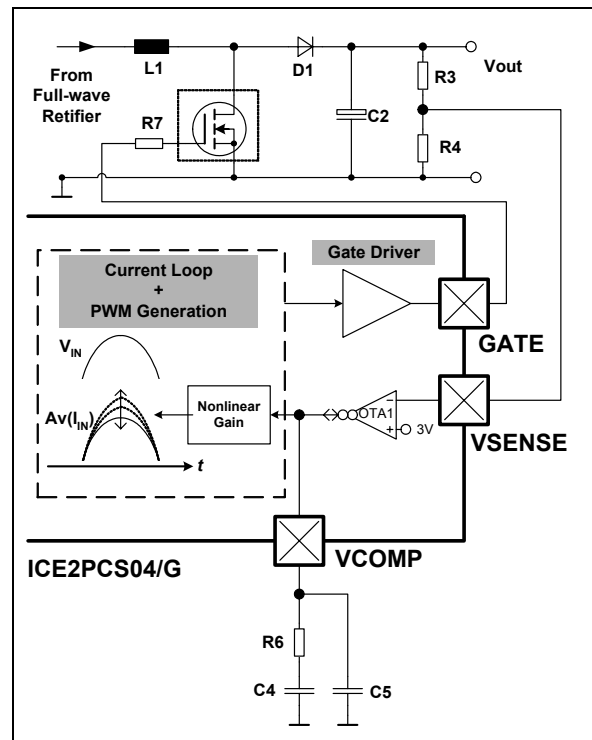 L1
D1
Vout
From
Full-wave
Retifier
R3
C2
R7
R4
Gate Driver
Current Loop
+
PWM Generation
GATE
VIN
Av(IIN)
t
Nonlinear
Gain
OTA1
−
+
3V
VSENSE
ICE2PCS04/G
VCOMP
R6
C4
C5